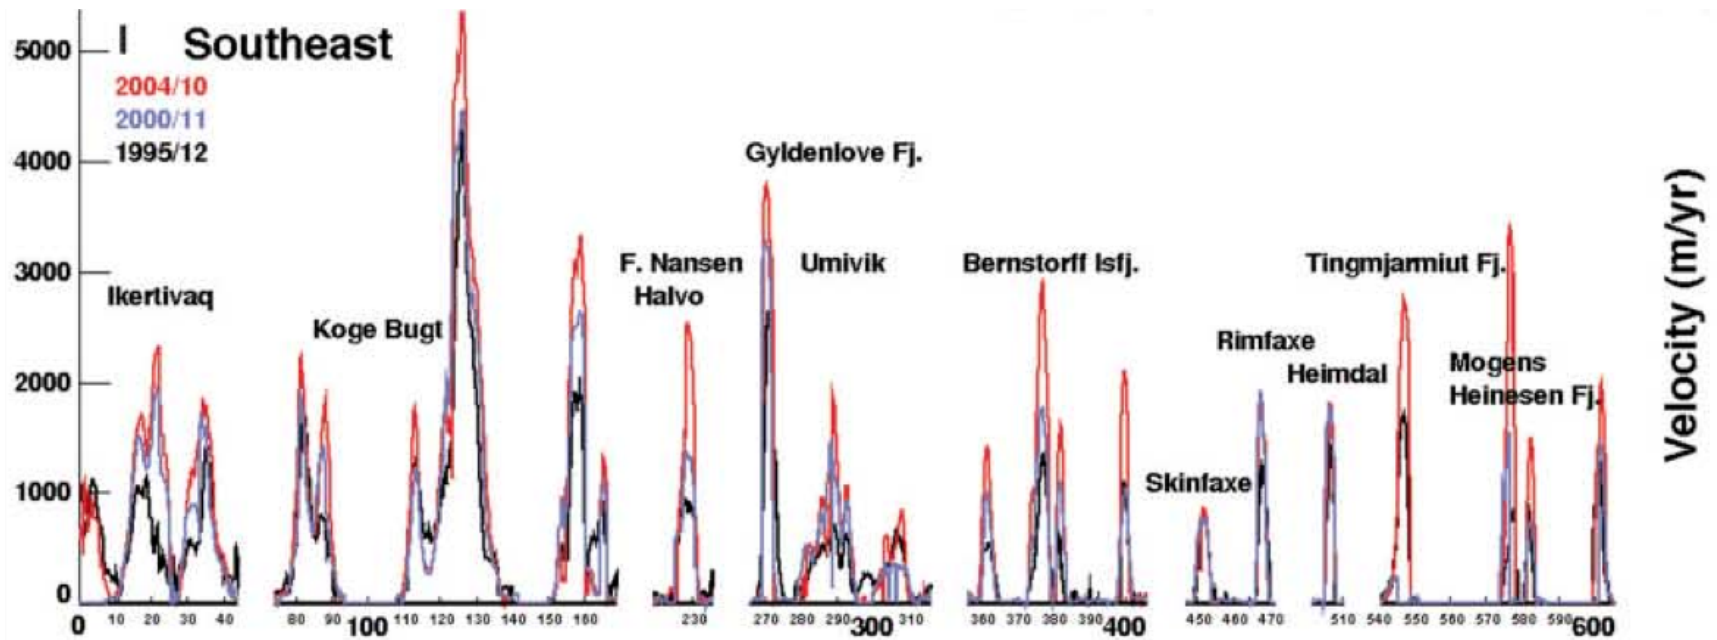 I Southeast
2004/10
2000/11
1995/12
5000
4000
3000
2000
1000
0
Ikertivaq
Koge Bugt
F. Nansen
Halvo
Gyldenlove Fj.
Umivik
Bernstorff Isfj.
Skinfaxe
Rimfaxe
Heimdal
Tingmjarmiut Fj.
Mogens
Heinesen Fj.
Velocity (m/yr)
0 10 20 30 40 80 90 100 110 120 130 140 150 160 230 270 280 290 300 310 360 370 380 390 400 450 460 470 510 540 550 560 570 580 590 600